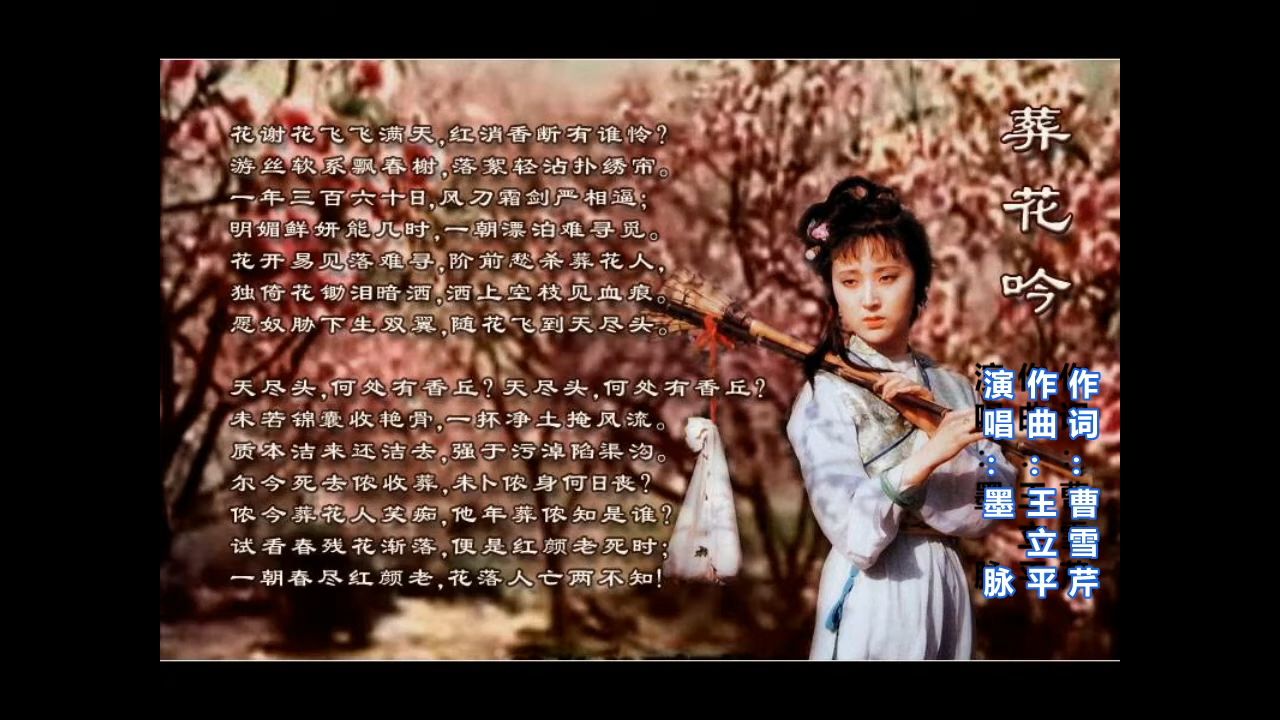 葬花吟
花谢花飞飞满天,红消香断有谁怜?
游丝软系飘春榭,落絮轻沾扑绣帘。
一年三百六十日,风刀霜剑严相逼;
明媚鲜妍能几时,一朝漂泊难寻觅。
花开易见落难寻,阶前愁杀葬花人,
独倚花锄泪暗洒,洒上空枝见血痕。
愿奴胁下生双翼,随花飞到天尽头。
天尽头,何处有香丘?天尽头,何处有香丘?
未若锦囊收艳骨,一抔净土掩风流。
质本洁来还洁去,强于污淖陷渠沟。
尔今死去侬收葬,未卜侬身何日丧?
侬今葬花人笑痴,他年葬侬知是谁?
试看春残花渐落,便是红颜老死时;
一朝春尽红颜老,花落人亡两不知!
作词：曹雪芹
作曲：王立平
演唱：墨脉